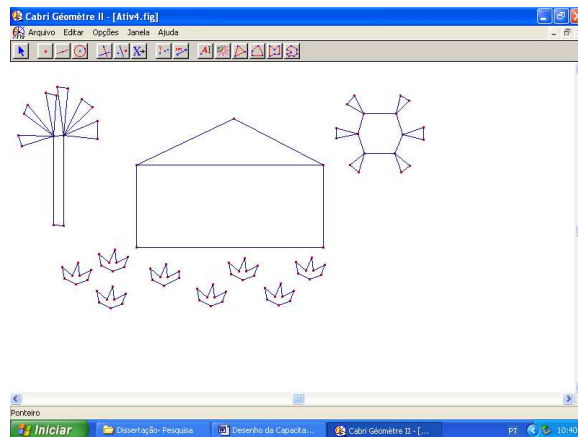 Cabri Géomètre II - [Ativ4.fig]
Arquivo Editar Opções Janela Ajuda
Ponteiro
Iniciar Dissertação- Pesquisa Desenho da Capacita... Cabri Géomètre II - [... PT 10:40